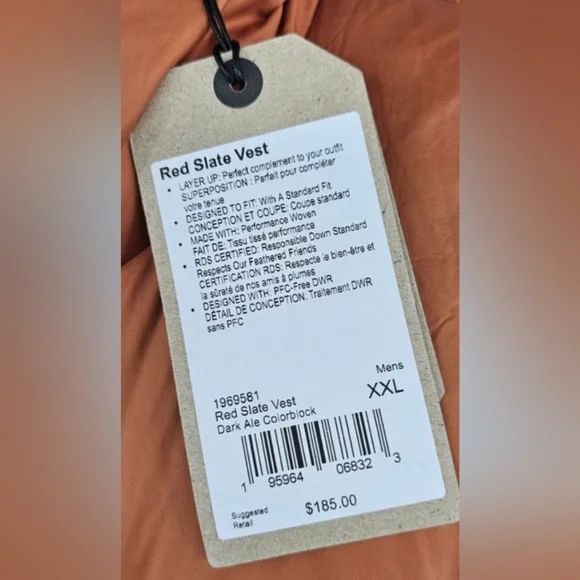 Red Slate Vest
• LAYER UP: Perfect complement to your outfit
SUPERPOSITION : Parfait pour compléter
votre tenue
• DESIGNED TO FIT: With A Standard Fit
CONCEPTION ET COUPE: Coupe standard
• MADE WITH: Performance Woven
FAIT DE: Tissu tissé performance
• RDS CERTIFIED: Responsible Down Standard
Respects Our Feathered Friends
CERTIFICATION RDS: Respecte le bien-être et
la sûreté de nos amis à plumes
• DESIGNED WITH: PFC-Free DWR
DÉTAIL DE CONCEPTION: Traitement DWR
sans PFC
Mens
1969581
XXL
Red Slate Vest
Dark Ale Colorblock
1 95964 06832 3
Suggested
Retail
$185.00